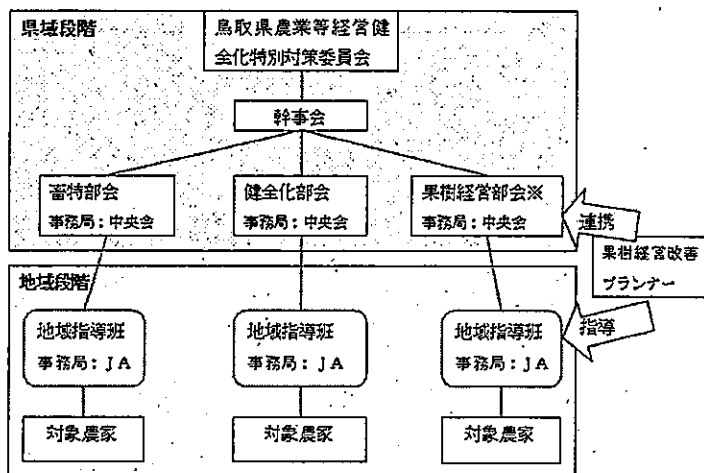 県域段階
鳥取県農業等経営健
全化特別対策委員会
幹事会
畜特部会
事務局：中央会
健全化部会
事務局：中央会
果樹経営部会※
事務局：中央会
連携
果樹経営改善
プランナー
指導
地域段階
地域指導班
事務局：ＪＡ
地域指導班
事務局：ＪＡ
地域指導班
事務局：ＪＡ
対象農家
対象農家
対象農家